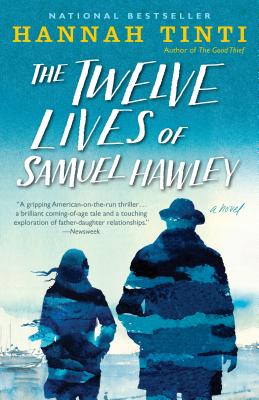 NATIONAL BESTSELLER
HANNAH TINTI
Author of The Good Thief
THE TWELVE
LIVES OF
SAMUEL HAWLEY
"A gripping American-on-the-run thriller...
a brilliant coming-of-age tale and a touching
exploration of father-daughter relationships."
—Newsweek
a novel